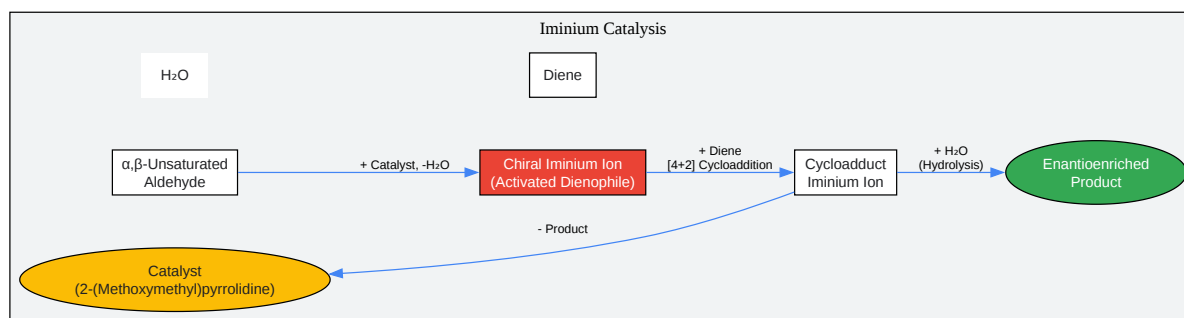 Iminium Catalysis
H₂O
Diene
α,β-Unsaturated
Aldehyde
+ Catalyst, -H₂O
Chiral Iminium Ion
(Activated Dienophile)
+ Diene
[4+2] Cycloaddition
Cycloadduct
Iminium Ion
+ H₂O
(Hydrolysis)
Enantioenriched
Product
- Product
Catalyst
(2-(Methoxymethyl)pyrrolidine)